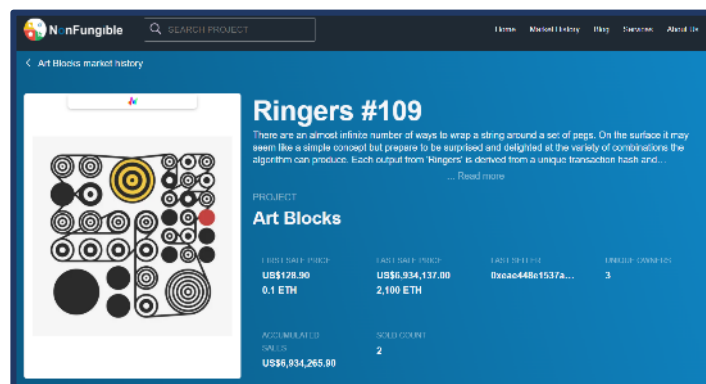 NonFungible
SEARCH PROJECT
Home Market History Blog Services About Us
Art Blocks market history
Ringers #109
There are an almost infinite number of ways to wrap a string around a set of pegs. On the surface it may
seem like a simple concept but prepare to be surprised and delighted at the variety of combinations the
algorithm can produce. Each output from 'Ringers' is derived from a unique transaction hash and...
... Read more
PROJECT
Art Blocks
FIRST SALE PRICE LAST SALE PRICE LAST SELLER UNIQUE OWNERS
US$128.90 US$6,934,137.00 0xeae448e1537a... 3
0.1 ETH 2,100 ETH
ACCUMULATED SOLD COUNT
SALES 2
US$6,934,265.90